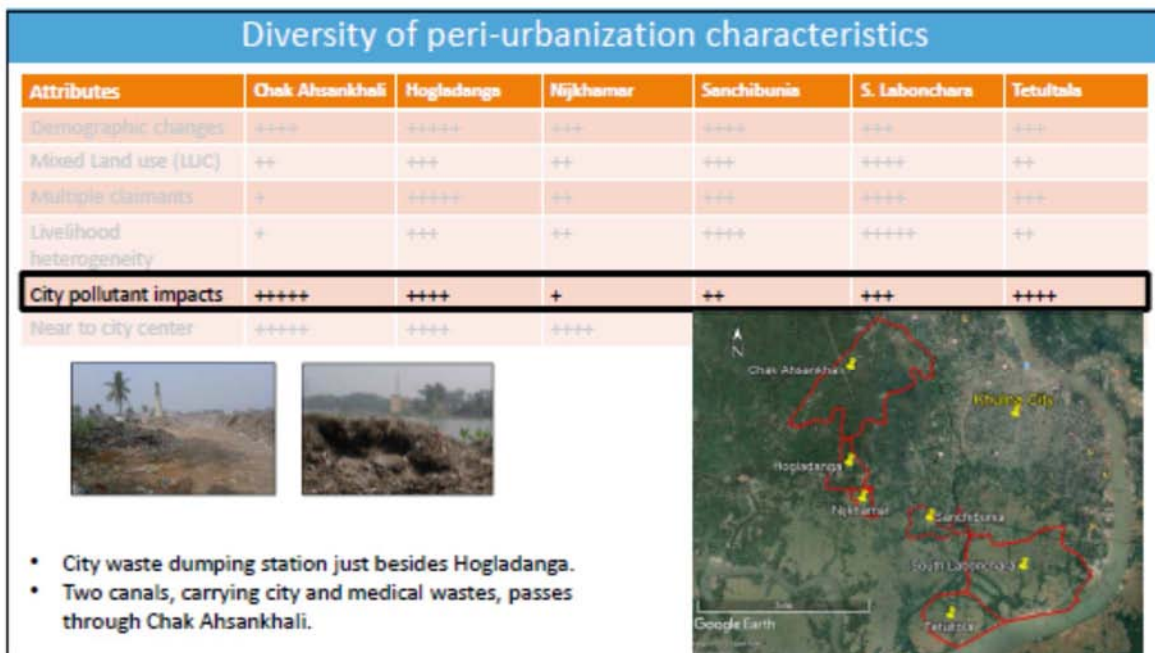 Diversity of peri-urbanization characteristics
Attributes Chak Ahsankhali Hogladanga Nijkhamar Sanchibunia S. Labonchara Tetultala
Demographic changes ++++ +++++ +++ ++++ +++ +++
Mixed Land use (LUC) ++ +++ ++ +++ ++++ ++
Multiple claimants + +++++ ++ +++ ++++ +++
Livelihood + +++ ++ ++++ +++++ ++
heterogeneity
City pollutant impacts +++++ ++++ + ++ +++ ++++
Near to city center +++++ ++++ ++++
N
Chak Ahsankhali
Khulna City
Hogladanga
Nijkhamar
Sanchibunia
South Labonchara
Tetultola
Google Earth
• City waste dumping station just besides Hogladanga.
• Two canals, carrying city and medical wastes, passes
through Chak Ahsankhali.